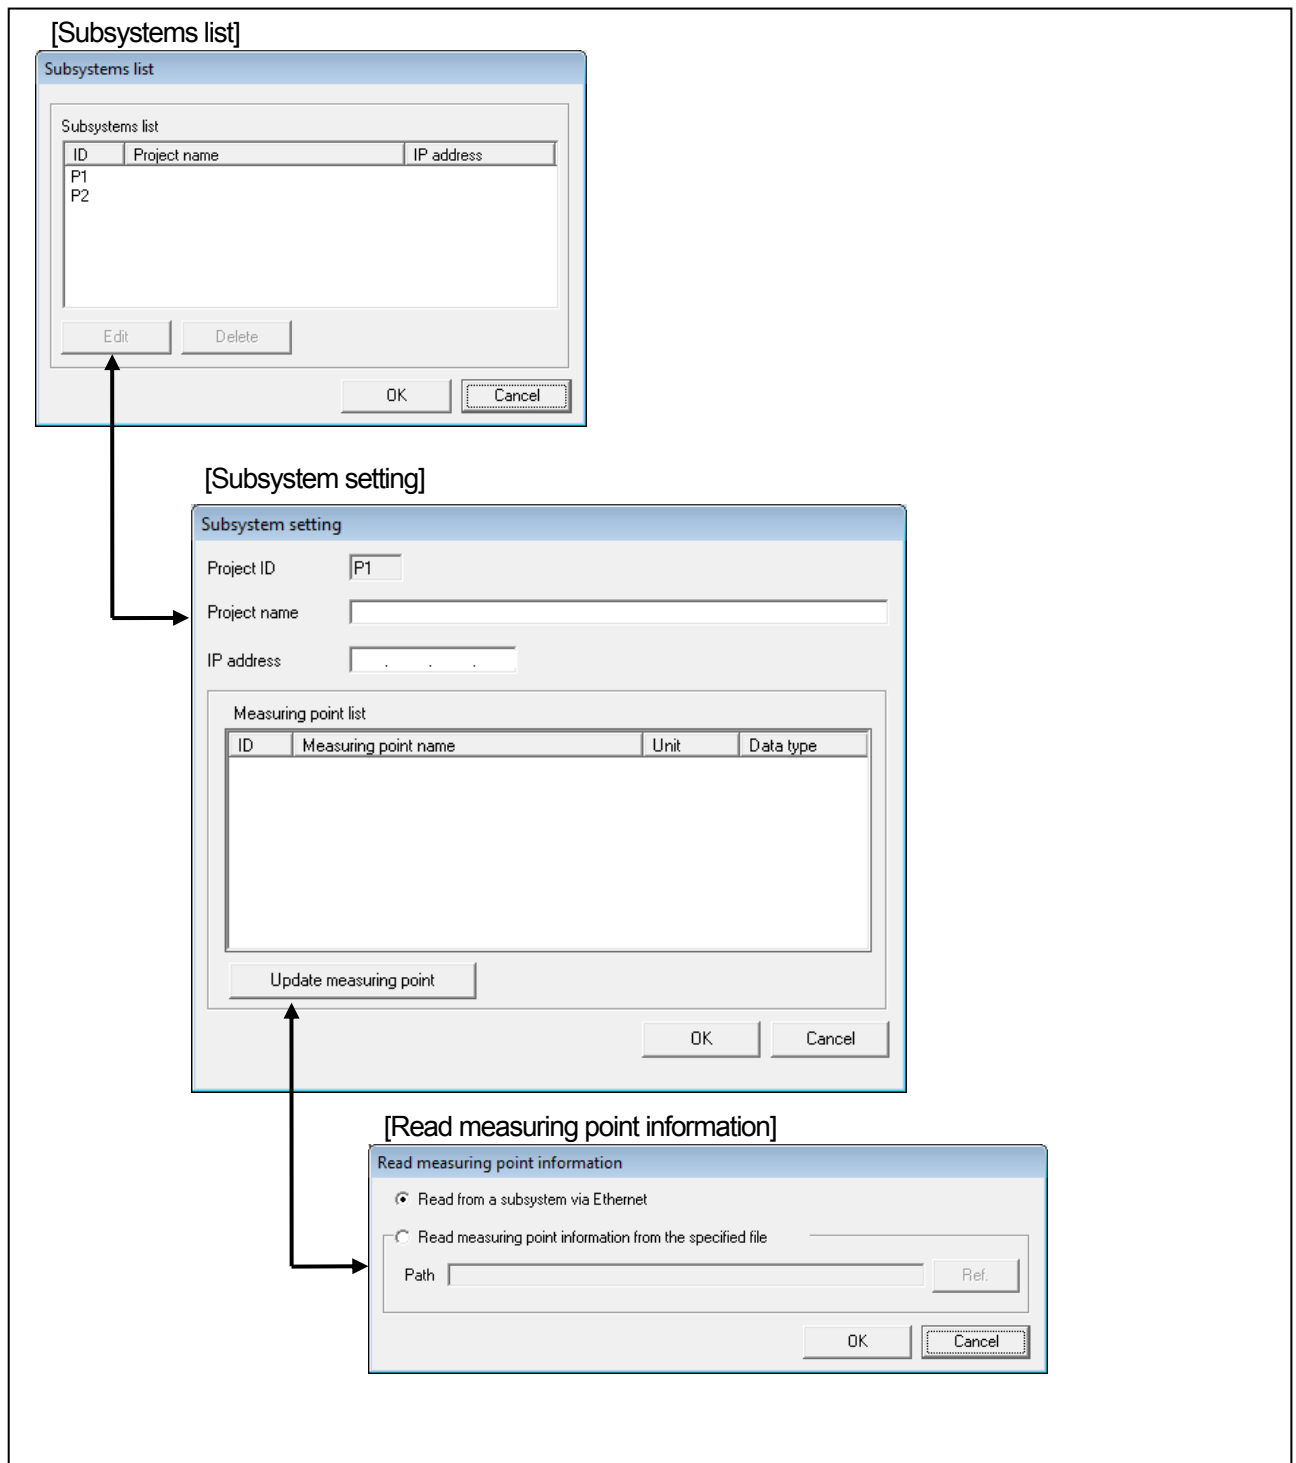 [Subsystems list]
Subsystems list
Subsystems list
ID Project name IP address
P1
P2
Edit Delete
OK Cancel
[Subsystem setting]
Subsystem setting
Project ID P1
Project name
IP address . . .
Measuring point list
ID Measuring point name Unit Data type
Update measuring point
OK Cancel
[Read measuring point information]
Read measuring point information
Read from a subsystem via Ethernet
Read measuring point information from the specified file
Path Ref.
OK Cancel